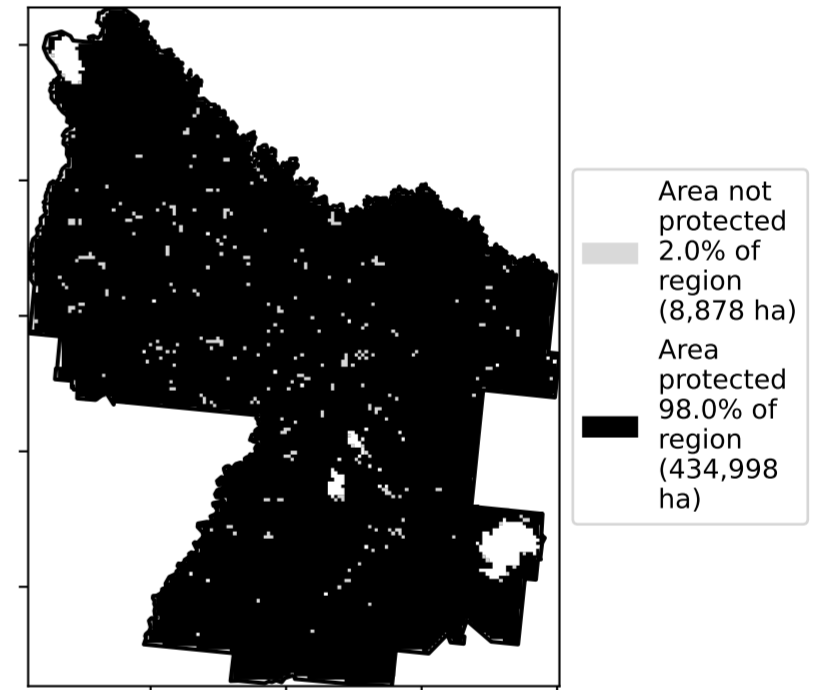 Area not
protected
2.0% of
region
(8,878 ha)
Area
protected
98.0% of
region
(434,998
ha)